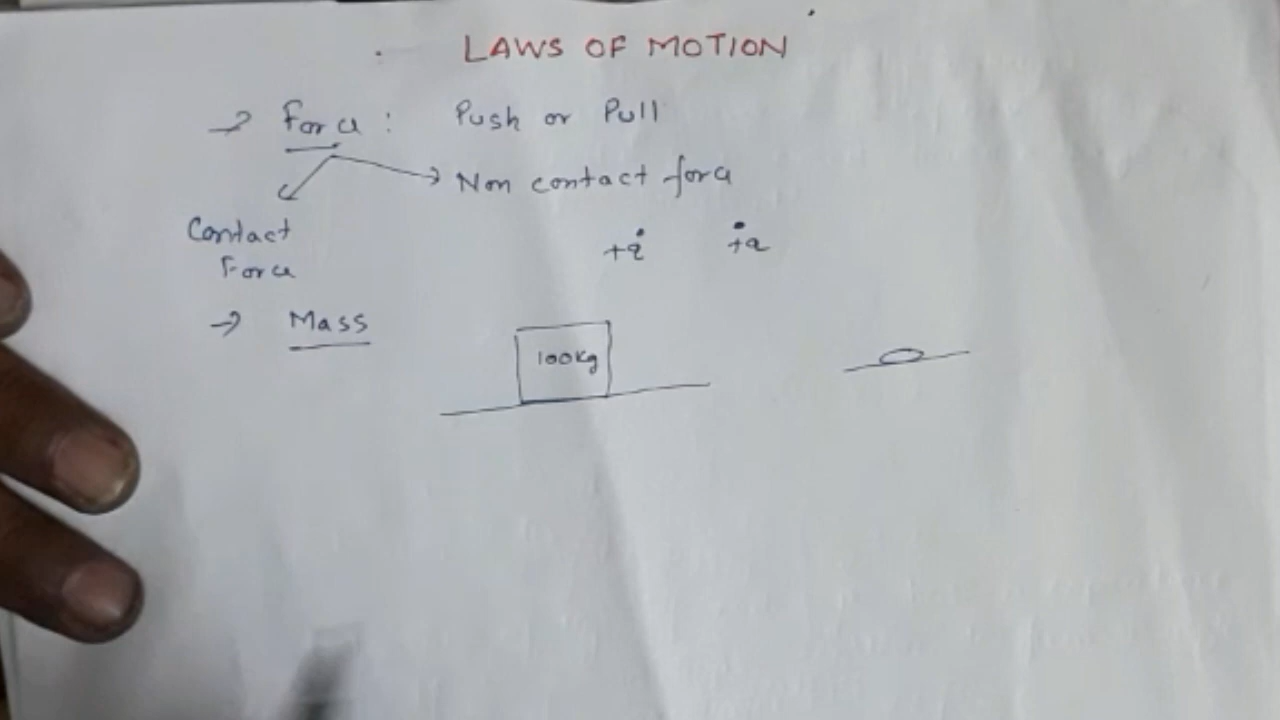 LAWS OF MOTION
→ Force : Push or Pull
→ Non contact force
Contact
Force
+q +q
→ Mass
100Kg